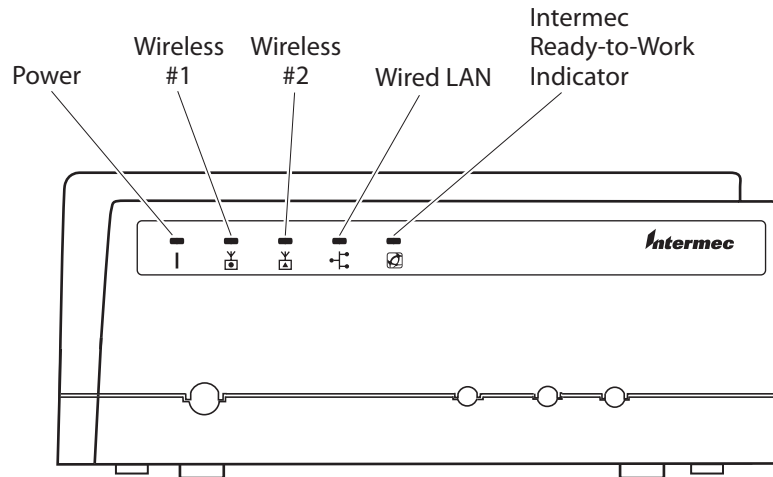 Power
Wireless
#1
Wireless
#2
Wired LAN
Intermec
Ready-to-Work
Indicator
Intermec